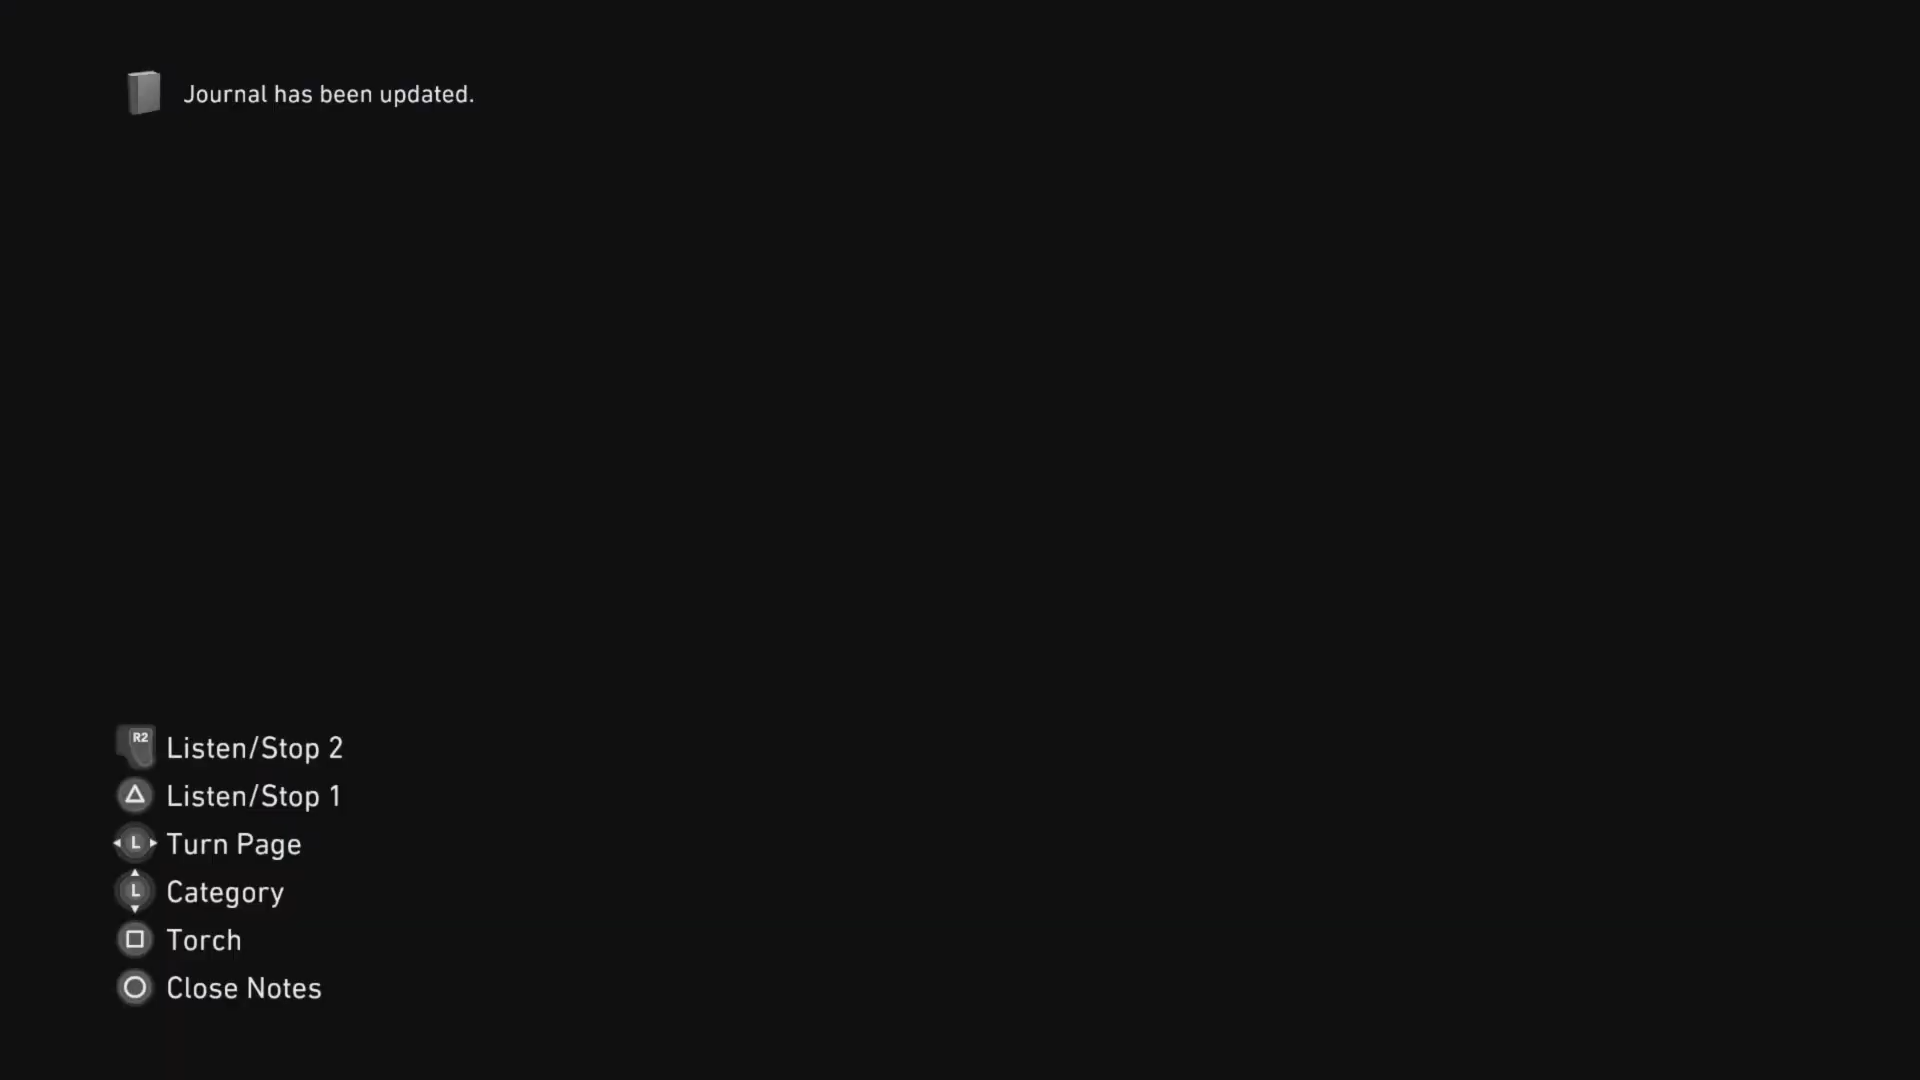 Journal has been updated.
R2 Listen/Stop 2
Listen/Stop 1
L Turn Page
L Category
Torch
Close Notes